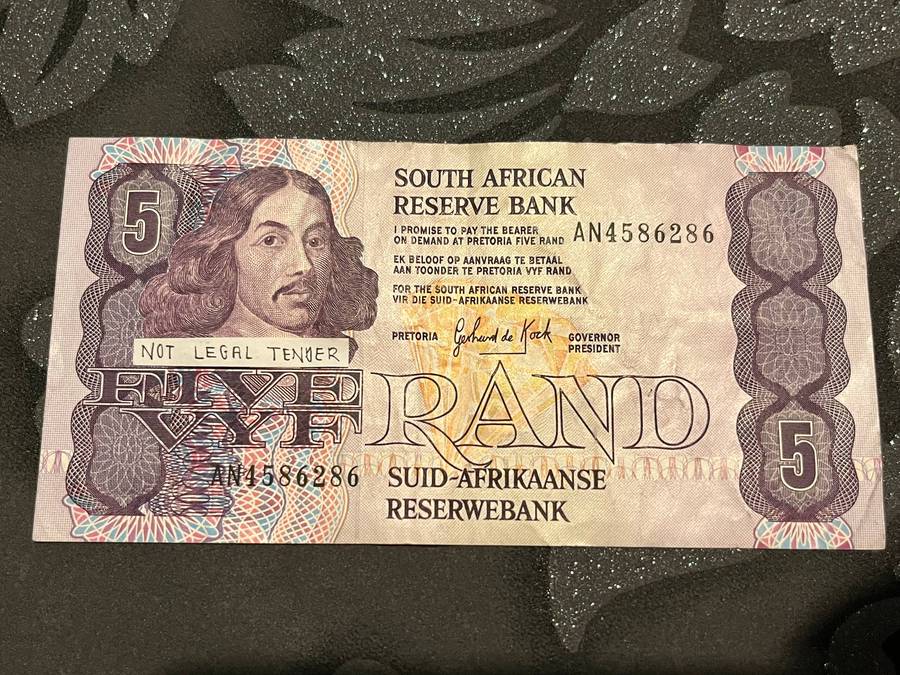 5
SOUTH AFRICAN
RESERVE BANK
I PROMISE TO PAY THE BEARER
ON DEMAND AT PRETORIA FIVE RAND
AN4586286
EK BELOOF OP AANVRAAG TE BETAAL
AAN TOONDER TE PRETORIA VYF RAND
FOR THE SOUTH AFRICAN RESERVE BANK
VIR DIE SUID-AFRIKAANSE RESERWEBANK
PRETORIA Gerhard de Kock GOVERNOR
PRESIDENT
NOT LEGAL TENDER
FIVE
VYF
RAND
AN4586286
SUID-AFRIKAANSE
RESERWEBANK
5